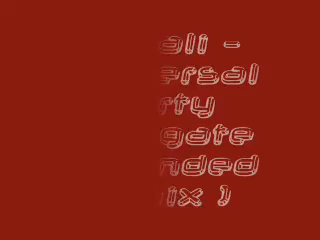 ali -
ersal
rty
gate
nded
ix )